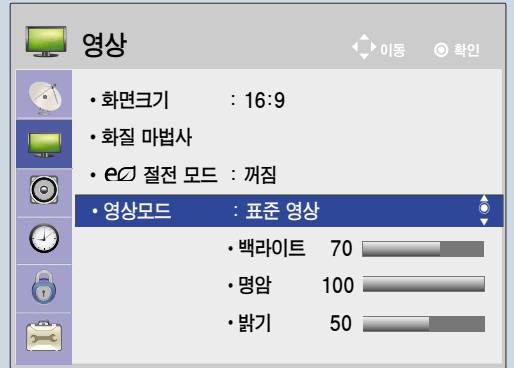 영상 이동 확인
• 화면크기 : 16:9
• 화질 마법사
• e 절전 모드 : 꺼짐
• 영상모드 : 표준 영상
• 백라이트 70
• 명암 100
• 밝기 50